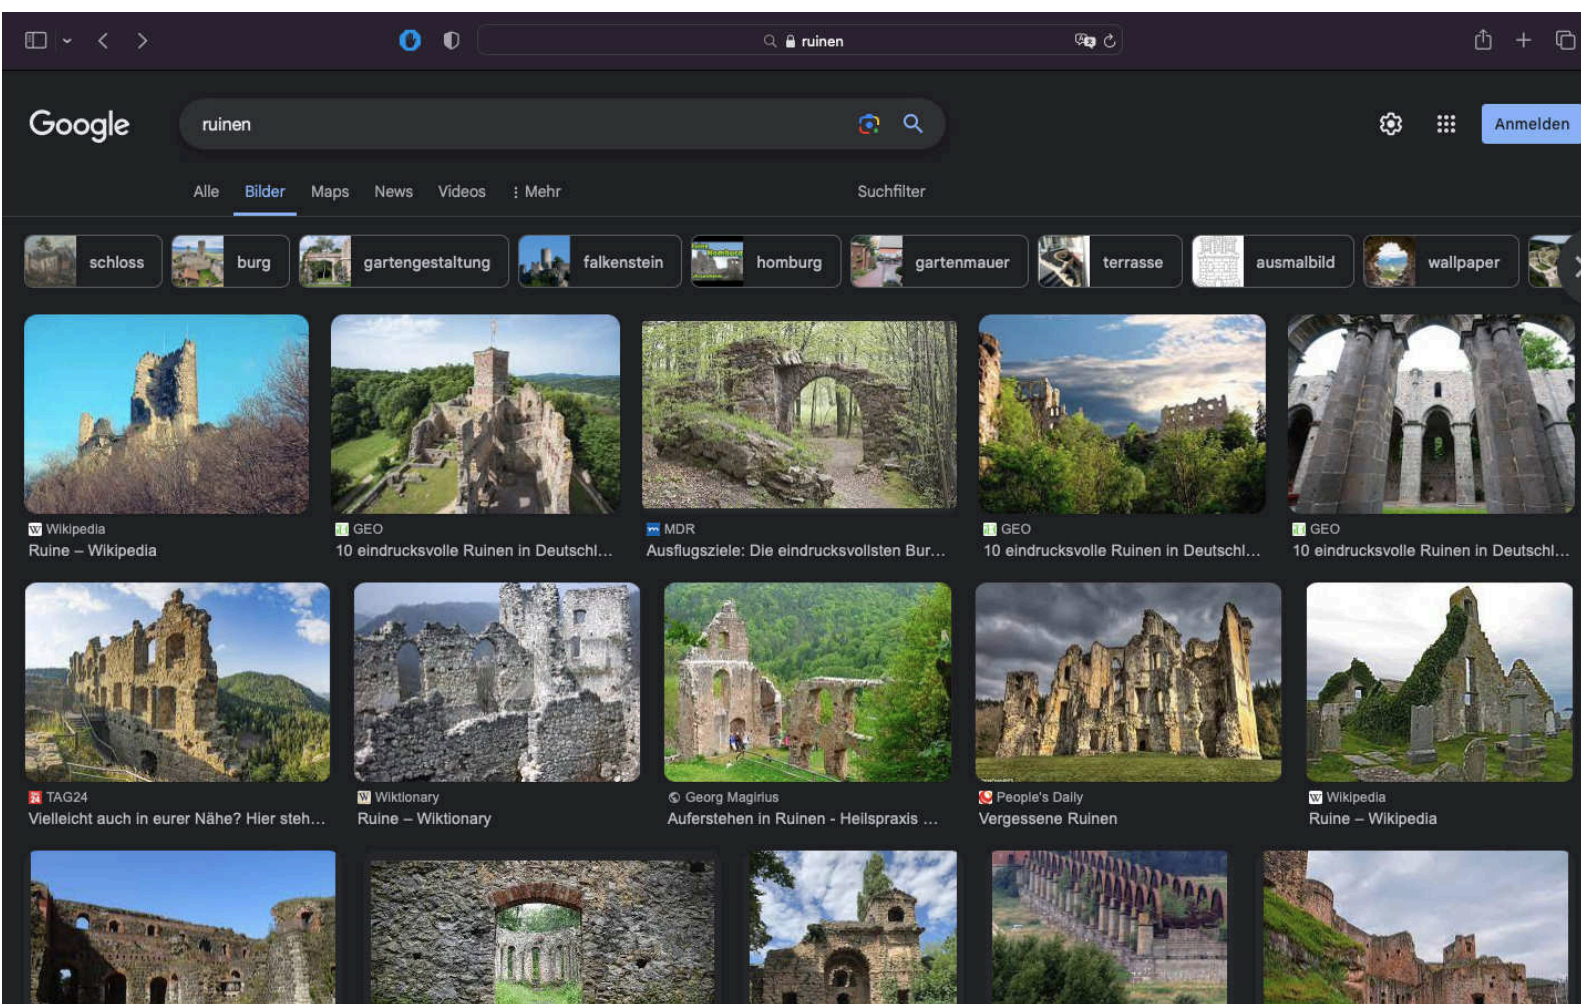 ruinen
Google
ruinen
Anmelden
Alle Bilder Maps News Videos Mehr Suchfilter
schloss burg gartengestaltung falkenstein homburg gartenmauer terrasse ausmalbild wallpaper
Wikipedia
Ruine – Wikipedia
GEO
10 eindrucksvolle Ruinen in Deutschl...
MDR
Ausflugsziele: Die eindrucksvollsten Bur...
GEO
10 eindrucksvolle Ruinen in Deutschl...
GEO
10 eindrucksvolle Ruinen in Deutschl...
TAG24
Vielleicht auch in eurer Nähe? Hier steh...
Wiktionary
Ruine – Wiktionary
Georg Magirius
Auferstehen in Ruinen - Heilspraxis ...
People's Daily
Vergessene Ruinen
Wikipedia
Ruine – Wikipedia